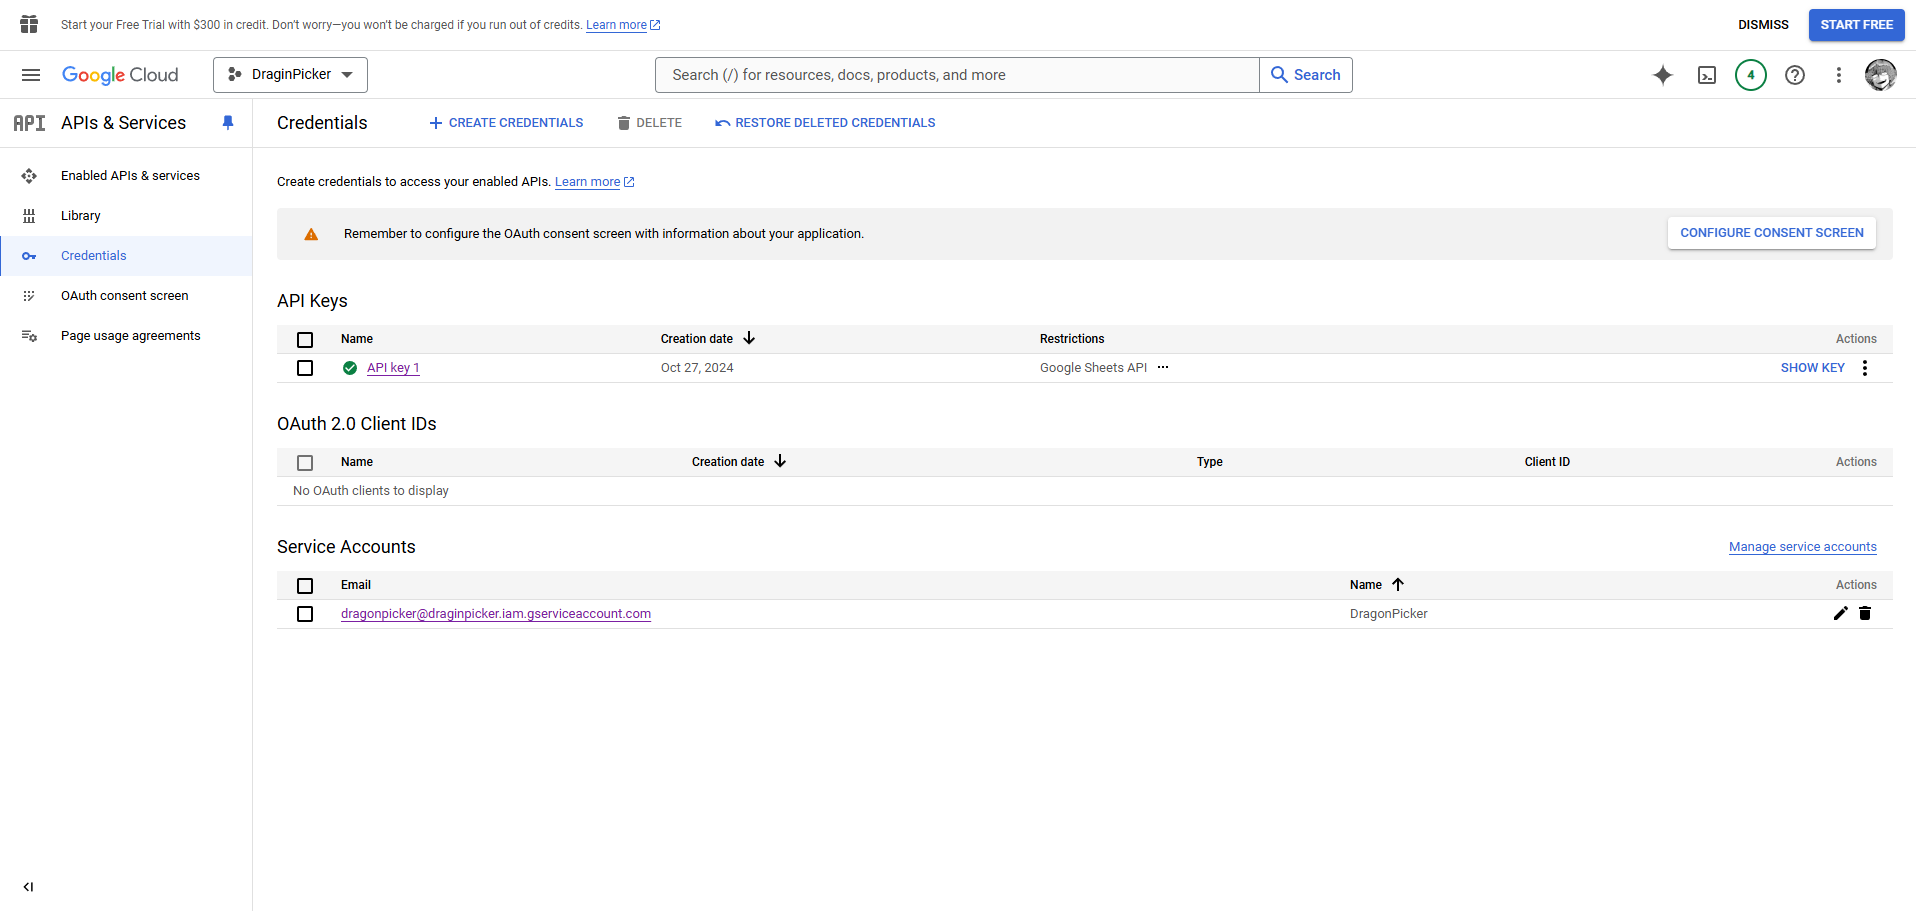 Start your Free Trial with $300 in credit. Don't worry—you won't be charged if you run out of credits. Learn more
DISMISS
START FREE
Google Cloud
DraginPicker
Search (/) for resources, docs, products, and more
Search
4
API
APIs & Services
Credentials
CREATE CREDENTIALS
DELETE
RESTORE DELETED CREDENTIALS
Enabled APIs & services
Library
Credentials
OAuth consent screen
Page usage agreements
Create credentials to access your enabled APIs. Learn more
Remember to configure the OAuth consent screen with information about your application.
CONFIGURE CONSENT SCREEN
API Keys
Name Creation date Restrictions Actions
API key 1 Oct 27, 2024 Google Sheets API SHOW KEY
OAuth 2.0 Client IDs
Name Creation date Type Client ID Actions
No OAuth clients to display
Service Accounts
Manage service accounts
Email Name Actions
dragonpicker@draginpicker.iam.gserviceaccount.com DragonPicker